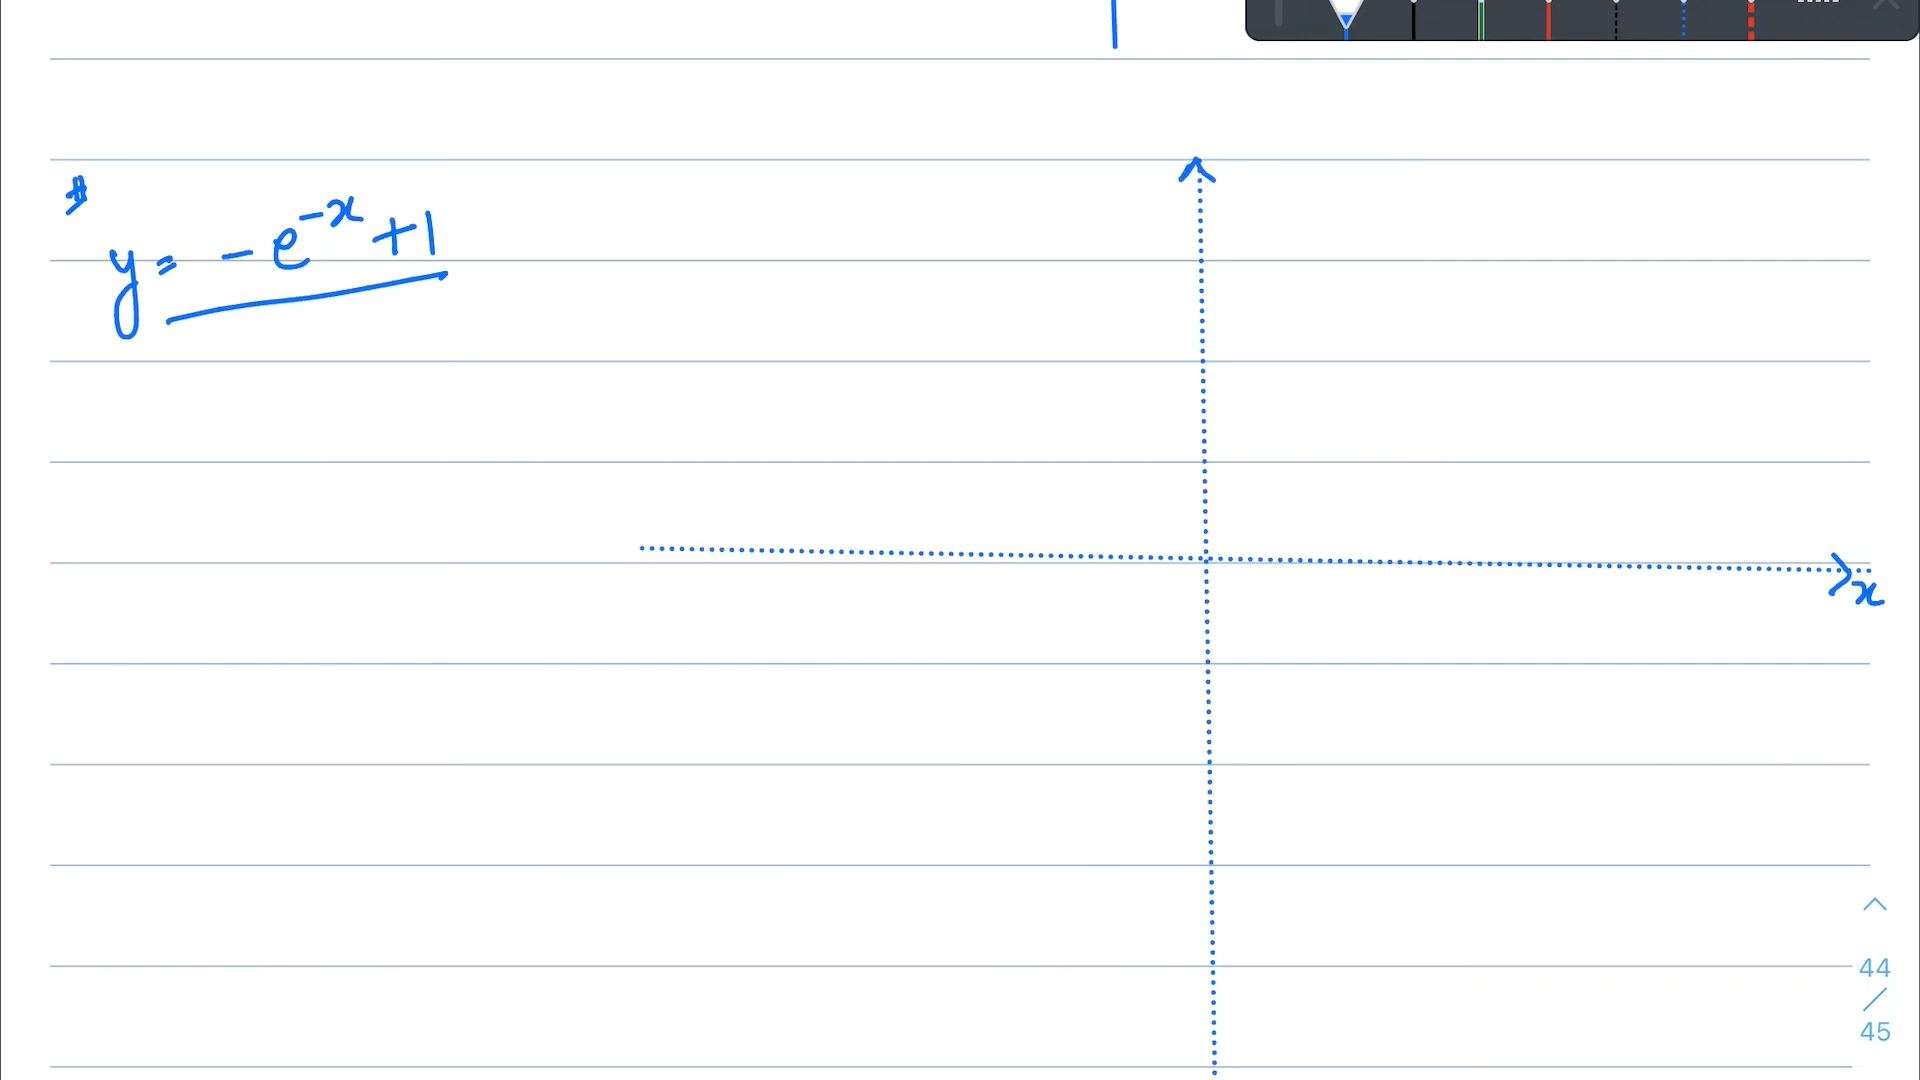 *
y = - e^{-x} + 1
x
44
/
45